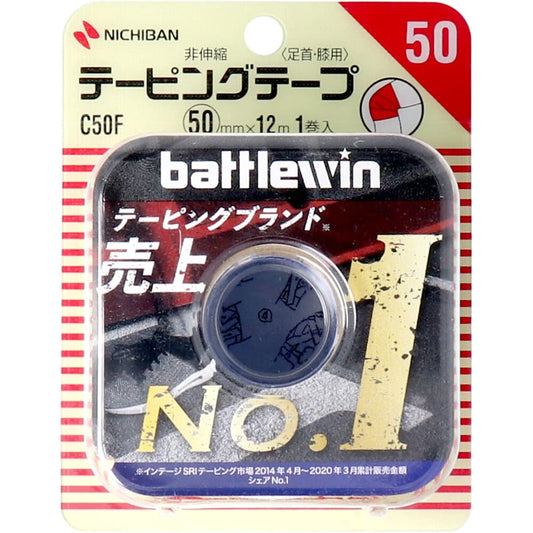 NICHIBAN
50
非伸縮 〈足首・膝用〉
テーピングテープ
C50F 50mm×12m 1巻入
battlewin
テーピングブランド※
売上
④
No.1
※インテージSRIテーピング市場2014年4月～2020年3月累計販売金額
シェアNo.1